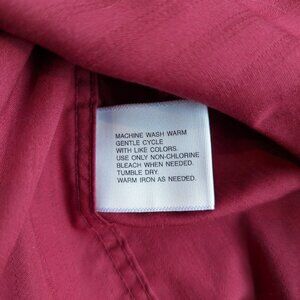 MACHINE WASH WARM
GENTLE CYCLE
WITH LIKE COLORS.
USE ONLY NON-CHLORINE
BLEACH WHEN NEEDED.
TUMBLE DRY.
WARM IRON AS NEEDED.